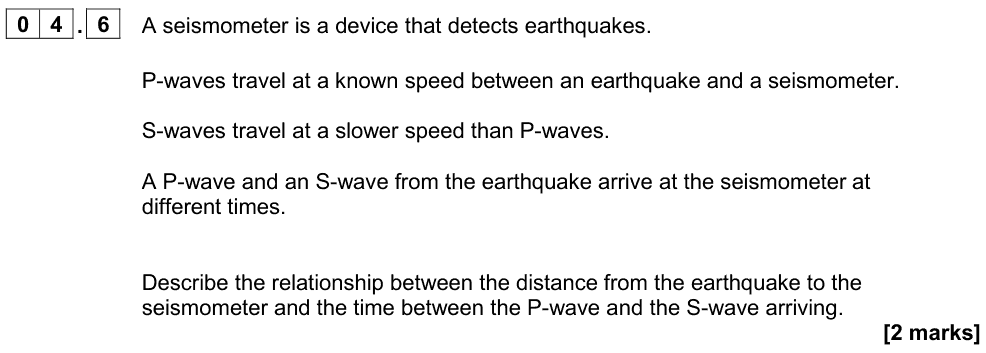 04.6 A seismometer is a device that detects earthquakes.
P-waves travel at a known speed between an earthquake and a seismometer.
S-waves travel at a slower speed than P-waves.
A P-wave and an S-wave from the earthquake arrive at the seismometer at
different times.
Describe the relationship between the distance from the earthquake to the
seismometer and the time between the P-wave and the S-wave arriving.
[2 marks]